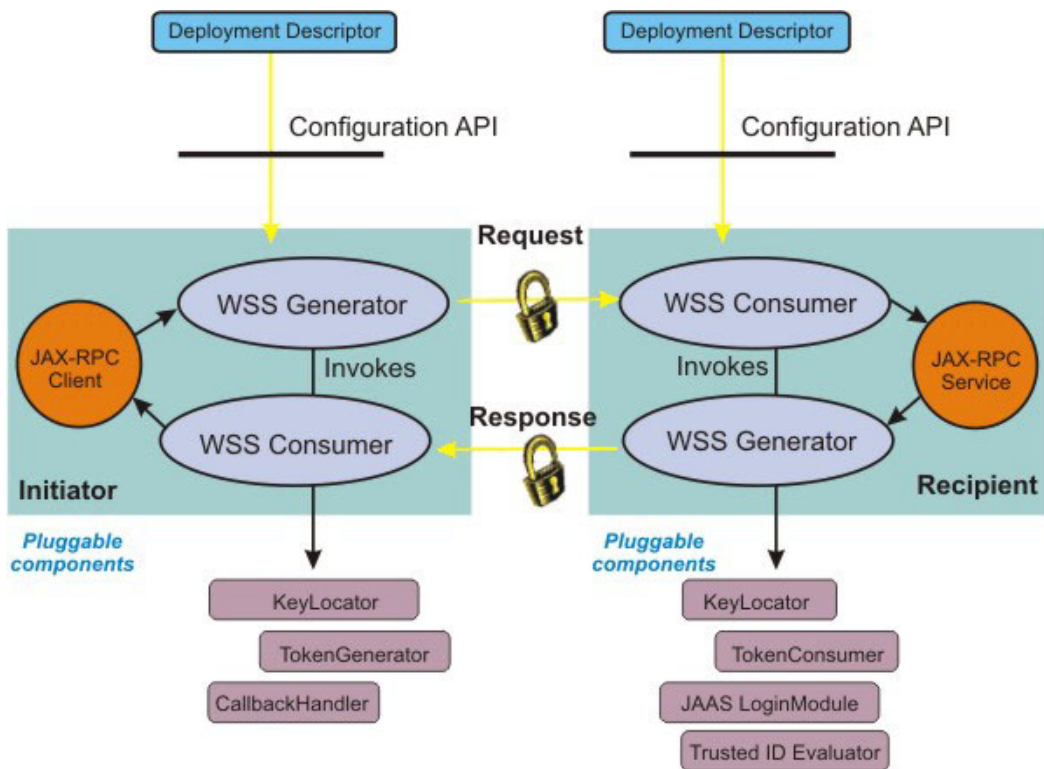 Deployment Descriptor
Deployment Descriptor
Configuration API
Configuration API
Request
WSS Generator
WSS Consumer
JAX-RPC
Client
Invokes
Invokes
JAX-RPC
Service
Response
WSS Consumer
WSS Generator
Initiator
Recipient
Pluggable
components
Pluggable
components
KeyLocator
TokenGenerator
CallbackHandler
KeyLocator
TokenConsumer
JAAS LoginModule
Trusted ID Evaluator